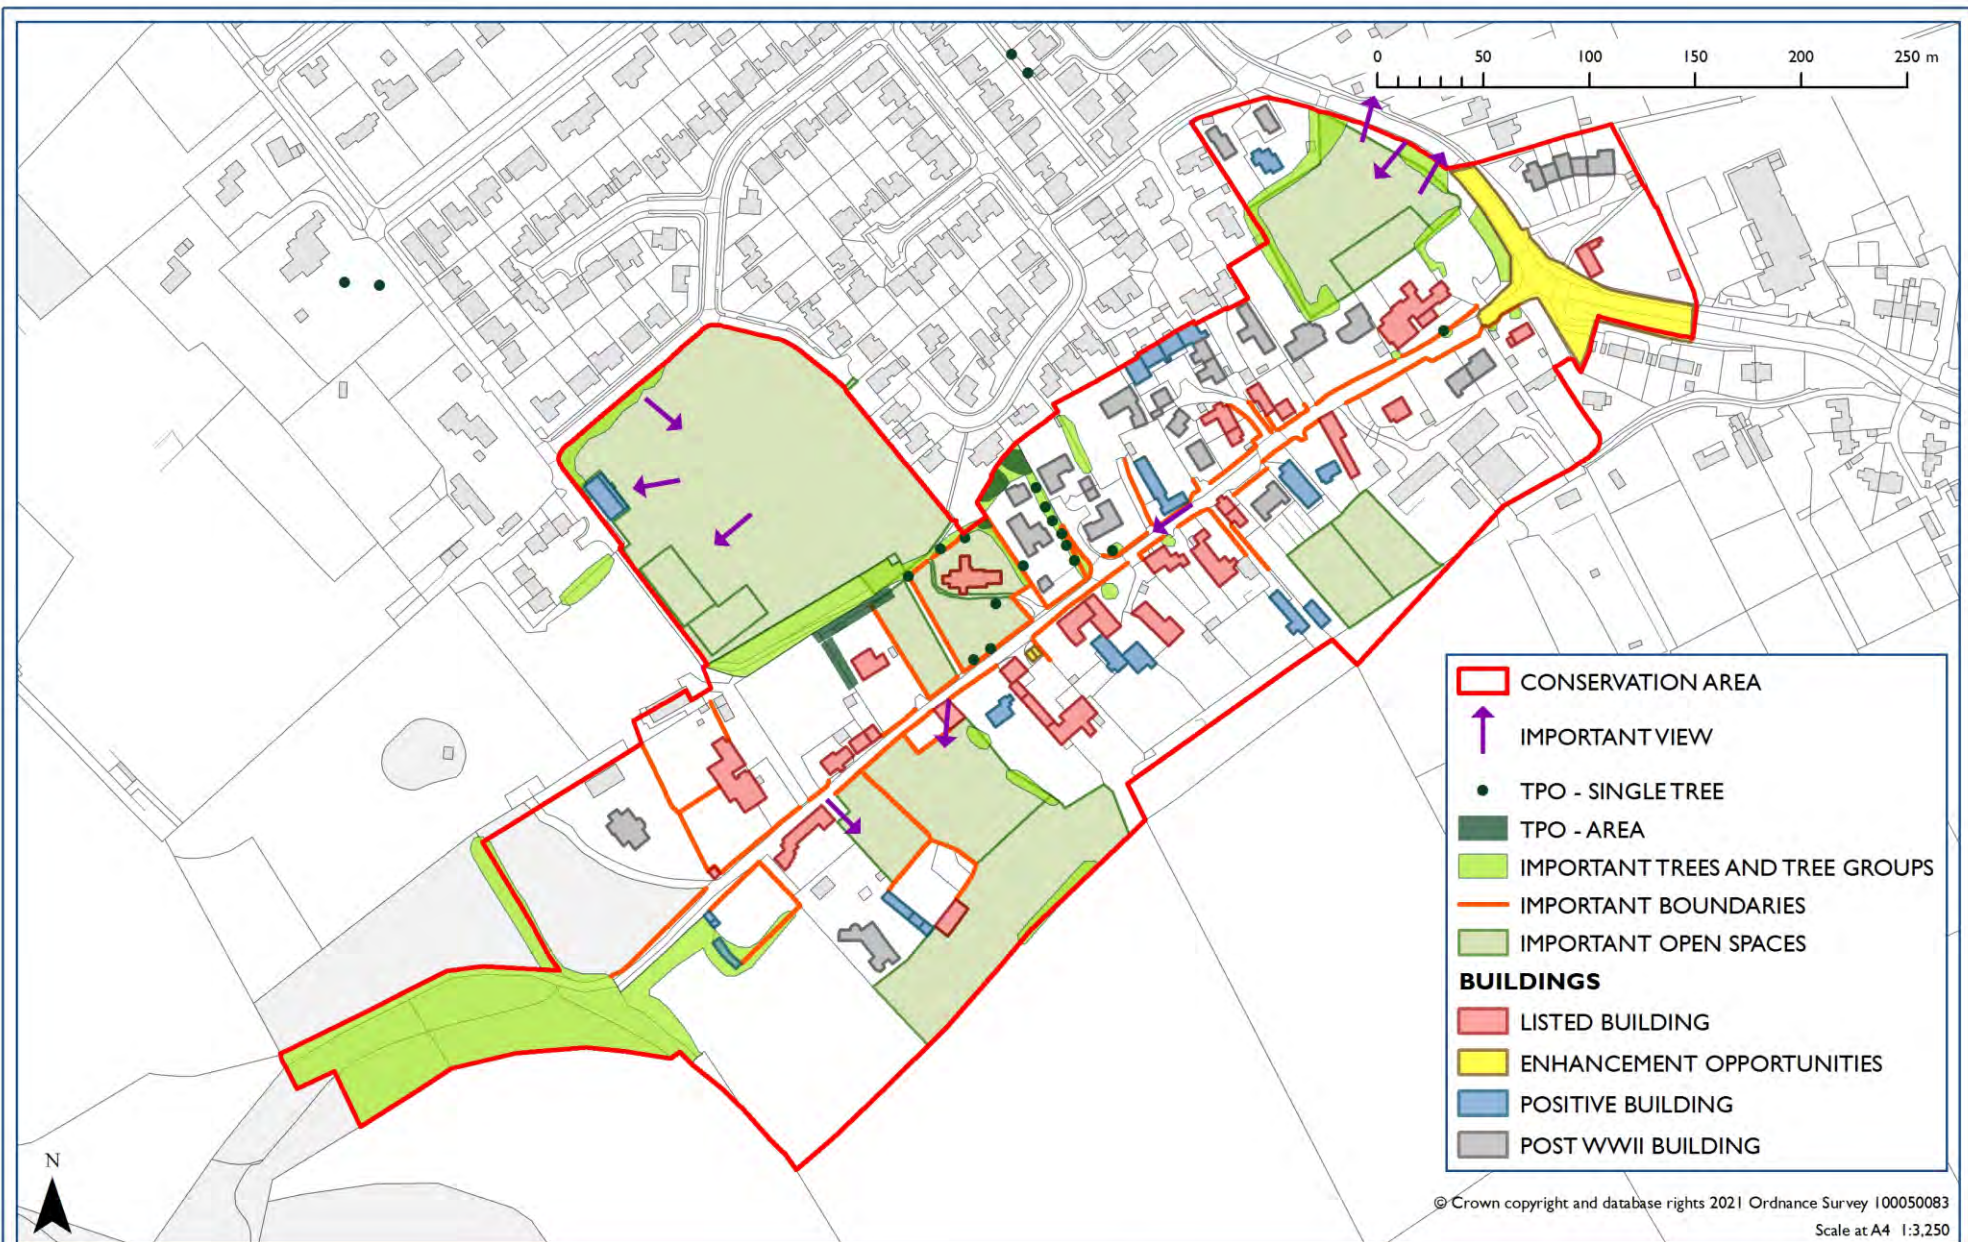 0 50 100 150 200 250 m
CONSERVATION AREA
IMPORTANT VIEW
TPO - SINGLE TREE
TPO - AREA
IMPORTANT TREES AND TREE GROUPS
IMPORTANT BOUNDARIES
IMPORTANT OPEN SPACES
BUILDINGS
LISTED BUILDING
ENHANCEMENT OPPORTUNITIES
POSITIVE BUILDING
POST WWII BUILDING
N
© Crown copyright and database rights 2021 Ordnance Survey 100050083
Scale at A4 1:3,250